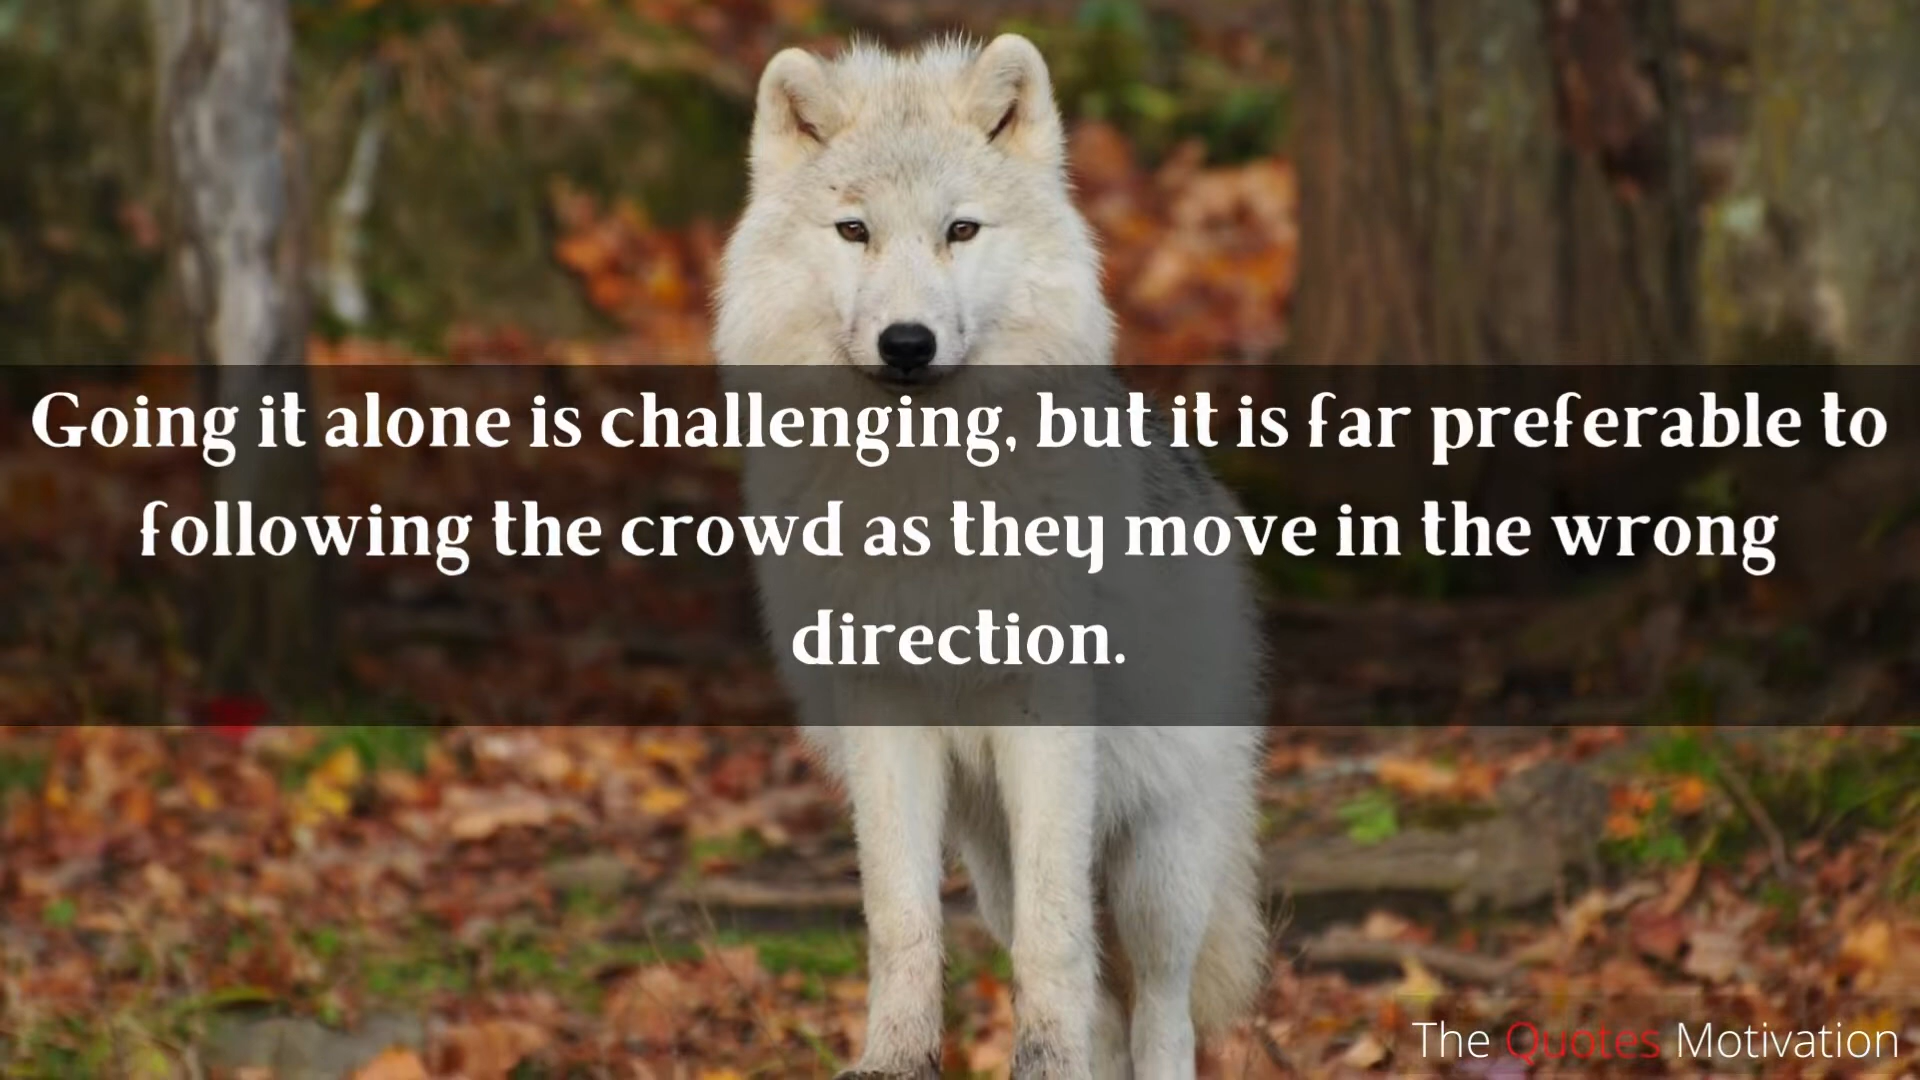 Going it alone is challenging, but it is far preferable to
following the crowd as they move in the wrong
direction.
The Quotes Motivation